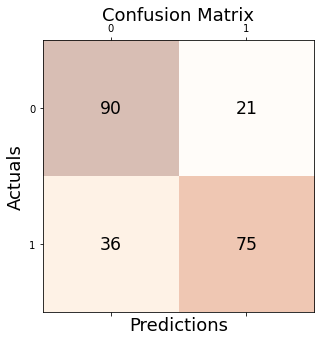 Confusion Matrix
0 1
0 90 21
Actuals
1 36 75
Predictions